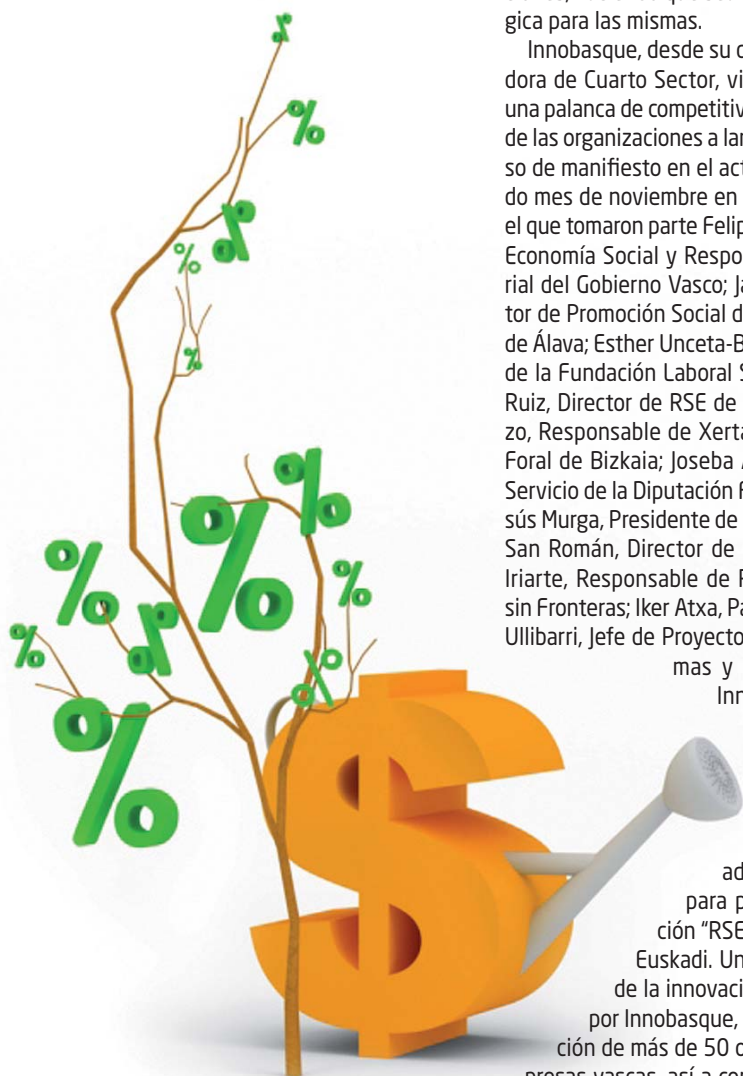 gica para las mismas.
Innobasque, desde su c
dora de Cuarto Sector, vi
una palanca de competitiv
de las organizaciones a lar
so de manifiesto en el act
do mes de noviembre en
el que tomaron parte Felip
Economía Social y Respo
rial del Gobierno Vasco; Ja
tor de Promoción Social d
de Álava; Esther Unceta-B
de la Fundación Laboral S
Ruiz, Director de RSE de
zo, Responsable de Xerta
Foral de Bizkaia; Joseba A
Servicio de la Diputación F
sús Murga, Presidente de
San Román, Director de
Iriarte, Responsable de F
sin Fronteras; Iker Atxa, Pa
Ullibarri, Jefe de Proyecto
mas y
Inn
ad
para p
ción "RSE
Euskadi. Un
de la innovaci
por Innobasque,
ción de más de 50 o
presas vascas, así a co
%
%
%
%
%
%
%
%
%
%
%
%
%
$